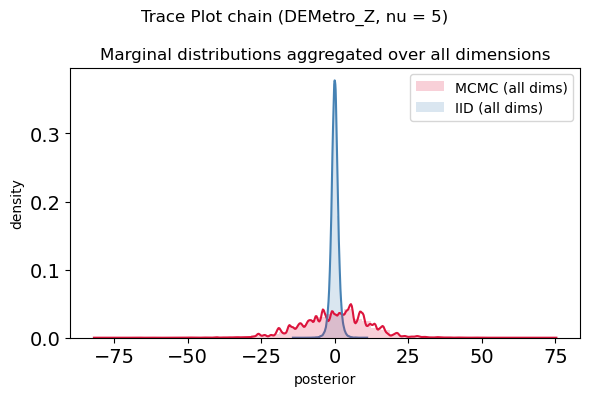 Trace Plot chain (DEMetro_Z, nu = 5)
Marginal distributions aggregated over all dimensions
MCMC (all dims)
IID (all dims)
density
0.3
0.2
0.1
0.0
−75
−50
−25
0
25
50
75
posterior